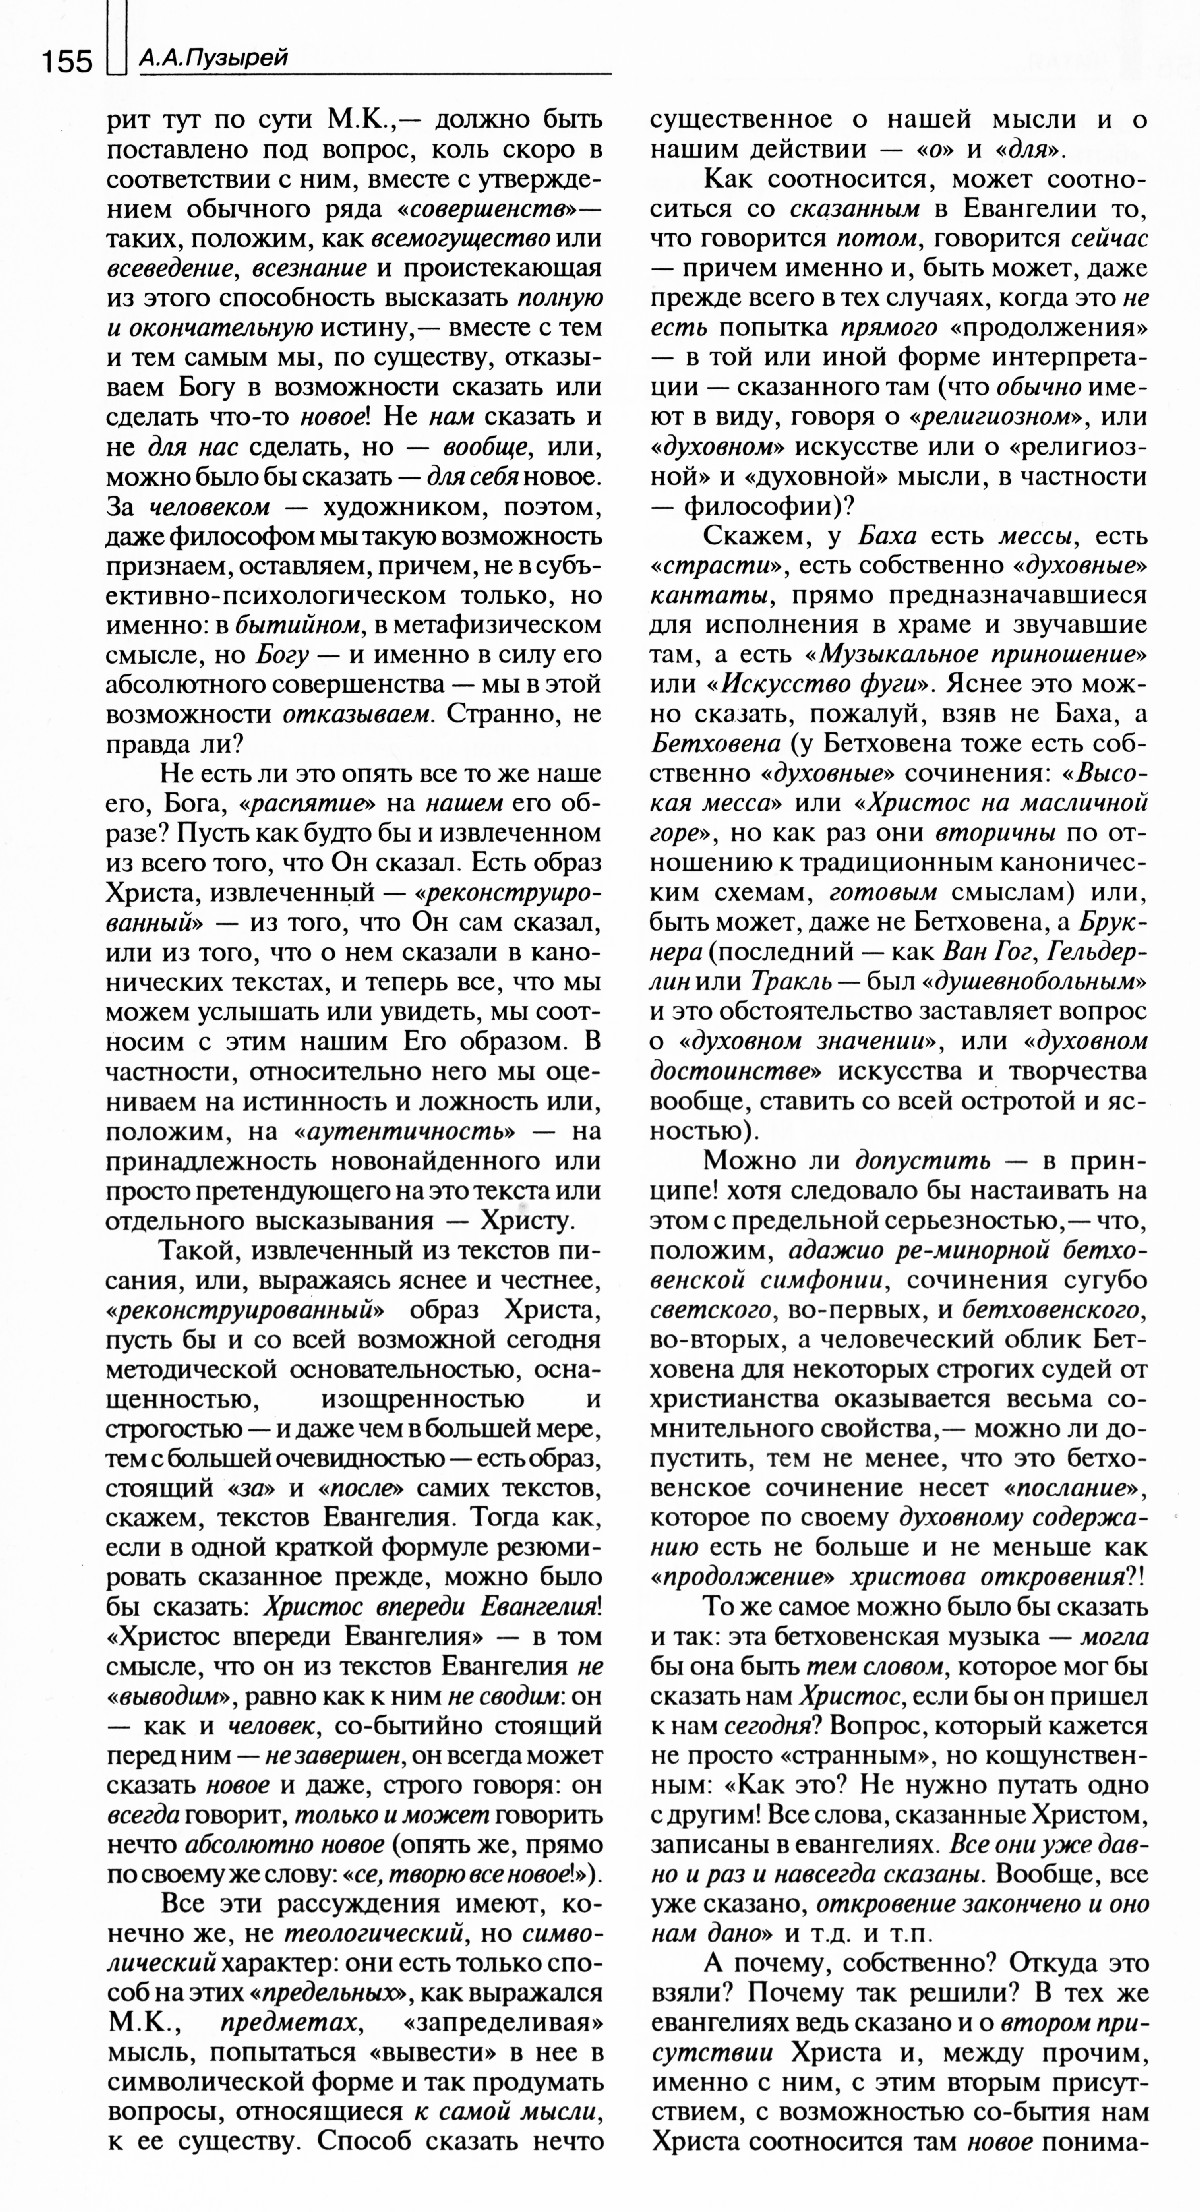 155
А.А.Пузырей
рит тут по сути М.К.,— должно быть
поставлено под вопрос, коль скоро в
соответствии с ним, вместе с утвержде-
нием обычного ряда «совершенств»—
таких, положим, как всемогущество или
всеведение, всезнание и проистекающая
из этого способность высказать полную
и окончательную истину,— вместе с тем
и тем самым мы, по существу, отказы-
ваем Богу в возможности сказать или
сделать что-то новое! Не нам сказать и
не для нас сделать, но — вообще, или,
можно было бы сказать — для себя новое.
За человеком — художником, поэтом,
даже философом мы такую возможность
признаем, оставляем, причем, не в субъ-
ективно-психологическом только, но
именно: в бытийном, в метафизическом
смысле, но Богу — и именно в силу его
абсолютного совершенства — мы в этой
возможности отказываем. Странно, не
правда ли?
Не есть ли это опять все то же наше
его, Бога, «распятие» на нашем его об-
разе? Пусть как будто бы и извлеченном
из всего того, что Он сказал. Есть образ
Христа, извлеченный — «реконструиро-
ванный» — из того, что Он сам сказал,
или из того, что о нем сказали в кано-
нических текстах, и теперь все, что мы
можем услышать или увидеть, мы соот-
носим с этим нашим Его образом. В
частности, относительно него мы оце-
ниваем на истинность и ложность или,
положим, на «аутентичность» — на
принадлежность новонайденного или
просто претендующего на это текста или
отдельного высказывания — Христу.
Такой, извлеченный из текстов пи-
сания, или, выражаясь яснее и честнее,
«реконструированный» образ Христа,
пусть бы и со всей возможной сегодня
методической основательностью, осна-
щенностью, изощренностью и
строгостью — и даже чем в большей мере,
тем с большей очевидностью — есть образ,
стоящий «за» и «после» самих текстов,
скажем, текстов Евангелия. Тогда как,
если в одной краткой формуле резюми-
ровать сказанное прежде, можно было
бы сказать: Христос впереди Евангелия!
«Христос впереди Евангелия» — в том
смысле, что он из текстов Евангелия не
«выводим», равно как к ним не сводим: он
— как и человек, со-бытийно стоящий
перед ним — не завершен, он всегда может
сказать новое и даже, строго говоря: он
всегда говорит, только и может говорить
нечто абсолютно новое (опять же, прямо
по своему же слову: «се, творю все новое!»).
Все эти рассуждения имеют, ко-
нечно же, не теологический, но симво-
лический характер: они есть только спо-
соб на этих «предельных», как выражался
М.К., предметах, «запределивая»
мысль, попытаться «вывести» в нее в
символической форме и так продумать
вопросы, относящиеся к самой мысли,
к ее существу. Способ сказать нечто
существенное о нашей мысли и о
нашим действии — «о» и «для».
Как соотносится, может соотно-
ситься со сказанным в Евангелии то,
что говорится потом, говорится сейчас
— причем именно и, быть может, даже
прежде всего в тех случаях, когда это не
есть попытка прямого «продолжения»
— в той или иной форме интерпрета-
ции — сказанного там (что обычно име-
ют в виду, говоря о «религиозном», или
«духовном» искусстве или о «религиоз-
ной» и «духовной» мысли, в частности
— философии)?
Скажем, у Баха есть мессы, есть
«страсти», есть собственно «духовные»
кантаты, прямо предназначавшиеся
для исполнения в храме и звучавшие
там, а есть «Музыкальное приношение»
или «Искусство фуги». Яснее это мож-
но сказать, пожалуй, взяв не Баха, а
Бетховена (у Бетховена тоже есть соб-
ственно «духовные» сочинения: «Высо-
кая месса» или «Христос на масличной
горе», но как раз они вторичны по от-
ношению к традиционным каноничес-
ким схемам, готовым смыслам) или,
быть может, даже не Бетховена, а Брук-
нера (последний — как Ван Гог, Гельдер-
лин или Тракль — был «душевнобольным»
и это обстоятельство заставляет вопрос
о «духовном значении», или «духовном
достоинстве» искусства и творчества
вообще, ставить со всей остротой и яс-
ностью).
Можно ли допустить — в прин-
ципе! хотя следовало бы настаивать на
этом с предельной серьезностью,— что,
положим, адажио ре-минорной бетхо-
венской симфонии, сочинения сугубо
светского, во-первых, и бетховенского,
во-вторых, а человеческий облик Бет-
ховена для некоторых строгих судей от
христианства оказывается весьма со-
мнительного свойства,— можно ли до-
пустить, тем не менее, что это бетхо-
венское сочинение несет «послание»,
которое по своему духовному содержа-
нию есть не больше и не меньше как
«продолжение» христова откровения?!
То же самое можно было бы сказать
и так: эта бетховенская музыка — могла
бы она быть тем словом, которое мог бы
сказать нам Христос, если бы он пришел
к нам сегодня? Вопрос, который кажется
не просто «странным», но кощунствен-
ным: «Как это? Не нужно путать одно
с другим! Все слова, сказанные Христом,
записаны в евангелиях. Все они уже дав-
но и раз и навсегда сказаны. Вообще, все
уже сказано, откровение закончено и оно
нам дано» и т.д. и т.п.
А почему, собственно? Откуда это
взяли? Почему так решили? В тех же
евангелиях ведь сказано и о втором при-
сутствии Христа и, между прочим,
именно с ним, с этим вторым присут-
ствием, с возможностью со-бытия нам
Христа соотносится там новое понима-